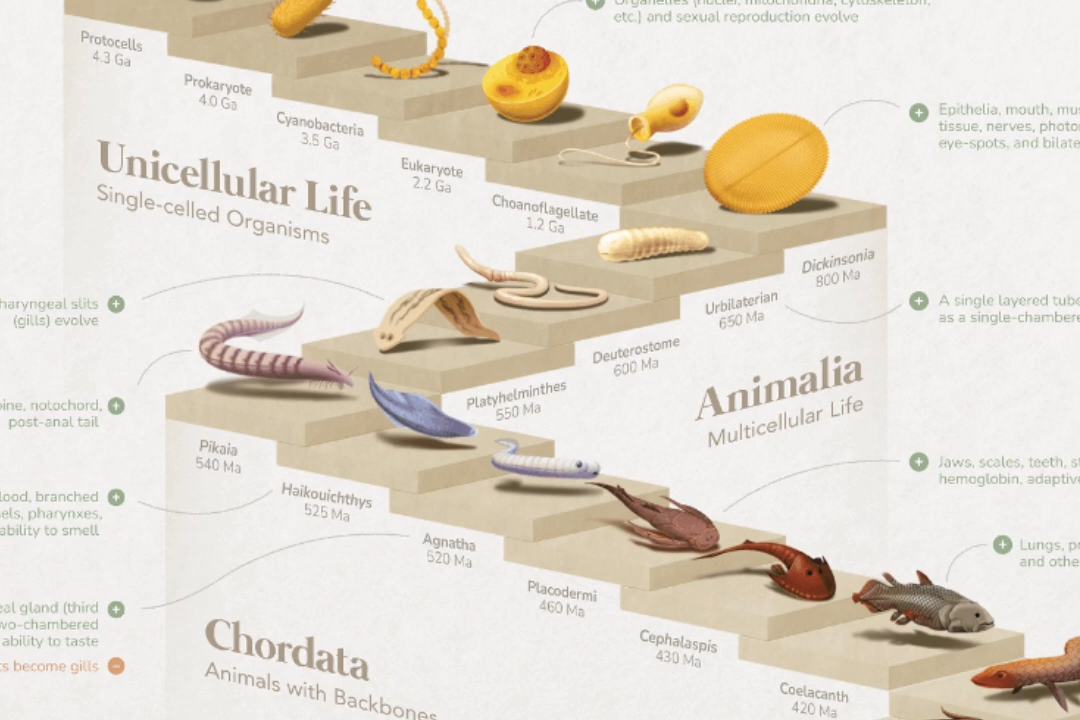 Organelles (nuclei, mitochondria, cytoskeleton,
etc.) and sexual reproduction evolve
Protocells
4.3 Ga
Prokaryote
4.0 Ga
Cyanobacteria
3.5 Ga
Eukaryote
2.2 Ga
Choanoflagellate
1.2 Ga
Epithelia, mouth, mus
tissue, nerves, photo
eye-spots, and bilate
Unicellular Life
Single-celled Organisms
Dickinsonia
800 Ma
Urbilaterian
650 Ma
A single layered tube
as a single-chambere
haryngeal slits
(gills) evolve
Deuterostome
600 Ma
Platyhelminthes
550 Ma
Animalia
Multicellular Life
pine, notochord,
post-anal tail
Pikaia
540 Ma
Haikouichthys
525 Ma
Jaws, scales, teeth, st
hemoglobin, adaptive
lood, branched
els, pharynxes,
ability to smell
Agnatha
520 Ma
Lungs, pr
and othe
Placodermi
460 Ma
eal gland (third
wo-chambered
ability to taste
ts become gills
Cephalaspis
430 Ma
Chordata
Animals with Backbones
Coelacanth
420 Ma